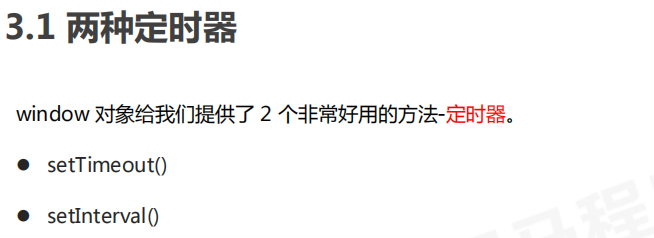 3.1 两种定时器
window 对象给我们提供了 2 个非常好用的方法-定时器。
● setTimeout()
● setInterval()